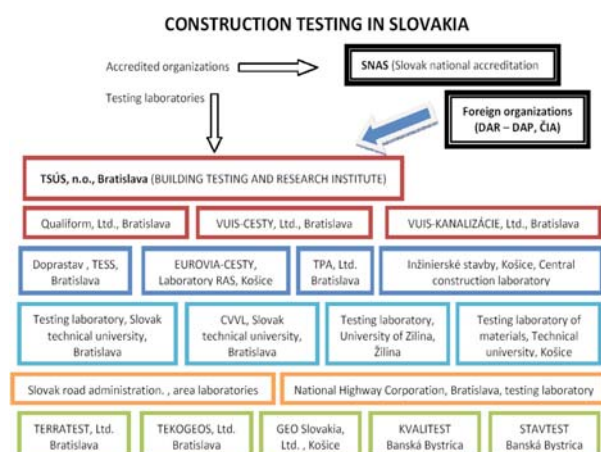 CONSTRUCTION TESTING IN SLOVAKIA
Accredited organizations
SNAS (Slovak national accreditation
Testing laboratories
Foreign organizations
(DAR – DAP, ČIA)
TSÚS, n.o., Bratislava (BUILDING TESTING AND RESEARCH INSTITUTE)
Qualiform, Ltd., Bratislava
VUIS-CESTY, Ltd., Bratislava
VUIS-KANALIZÁCIE, Ltd., Bratislava
Doprastav , TESS,
Bratislava
EUROVIA-CESTY,
Laboratory RAS, Košice
TPA, Ltd.
Bratislava
Inžinierské stavby, Košice, Central
construction laboratory
Testing laboratory, Slovak
technical university,
Bratislava
CVVL, Slovak
technical university,
Bratislava
Testing laboratory,
University of Zilina,
Žilina
Testing laboratory of
materials, Technical
university, Košice
Slovak road administration. , area laboratories
National Highway Corporation, Bratislava, testing laboratory
TERRATEST, Ltd.
Bratislava
TEKOGEOS, Ltd.
Bratislava
GEO Slovakia,
Ltd. , Košice
KVALITEST
Banská Bystrica
STAVTEST
Banská Bystrica